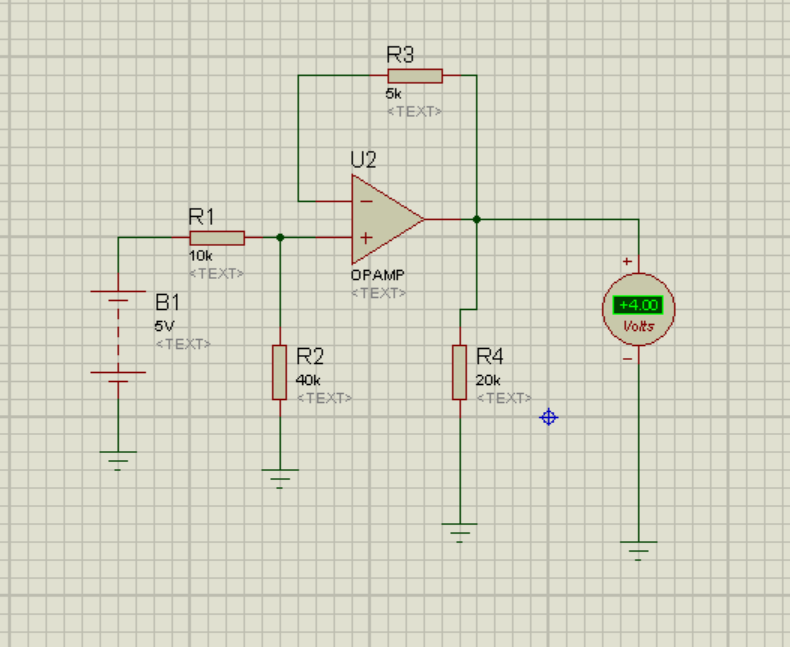 R3
5k
<TEXT>
U2
R1
10k
<TEXT>
OPAMP
<TEXT>
B1
5V
<TEXT>
+
+4.00
Volts
−
R2
40k
<TEXT>
R4
20k
<TEXT>